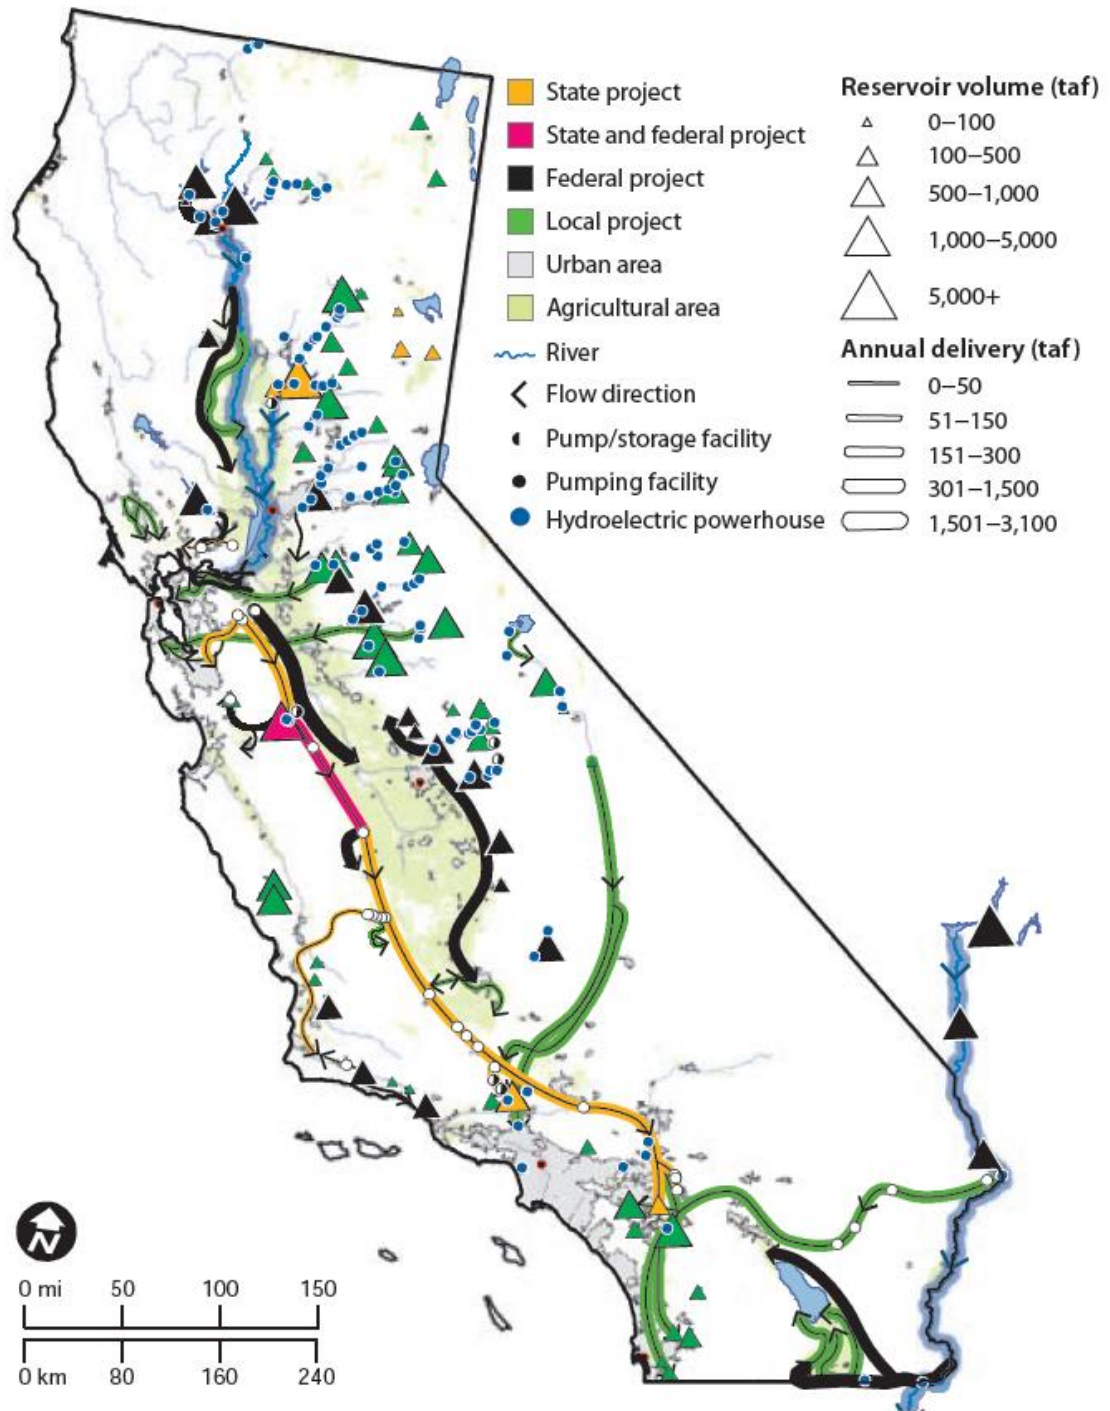 State project
State and federal project
Federal project
Local project
Urban area
Agricultural area
River
Flow direction
Pump/storage facility
Pumping facility
Hydroelectric powerhouse
Reservoir volume (taf)
0–100
100–500
500–1,000
1,000–5,000
5,000+
Annual delivery (taf)
0–50
51–150
151–300
301–1,500
1,501–3,100
N
0 mi 50 100 150
0 km 80 160 240